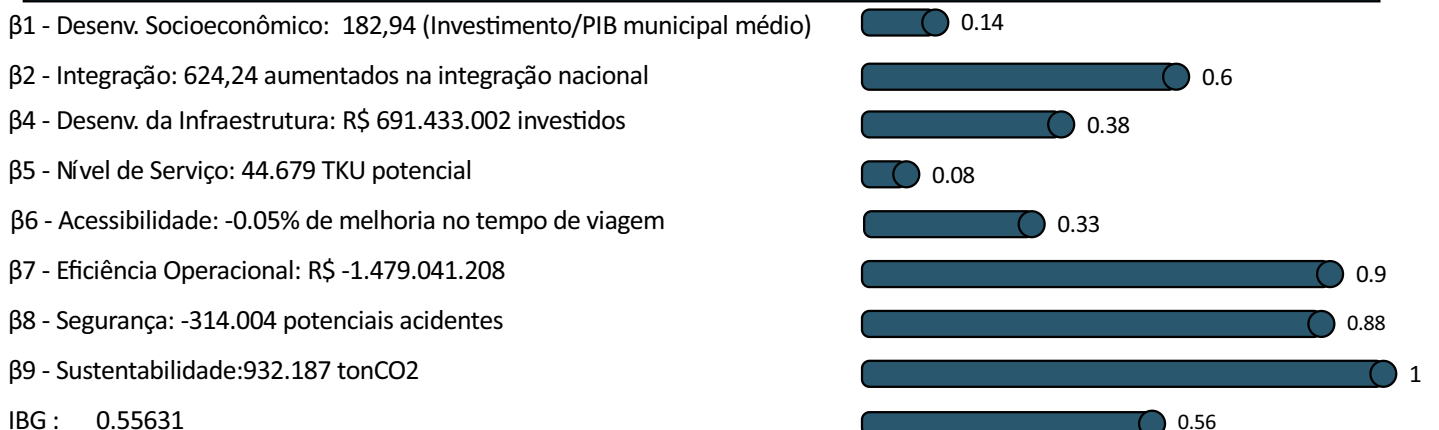 β1 - Desenv. Socioeconômico:  182,94 (Investimento/PIB municipal médio) 0.14
β2 - Integração: 624,24 aumentados na integração nacional 0.6
β4 - Desenv. da Infraestrutura: R$ 691.433.002 investidos 0.38
β5 - Nível de Serviço: 44.679 TKU potencial 0.08
β6 - Acessibilidade: -0.05% de melhoria no tempo de viagem 0.33
β7 - Eficiência Operacional: R$ -1.479.041.208 0.9
β8 - Segurança: -314.004 potenciais acidentes 0.88
β9 - Sustentabilidade:932.187 tonCO2 1
IBG :    0.55631 0.56